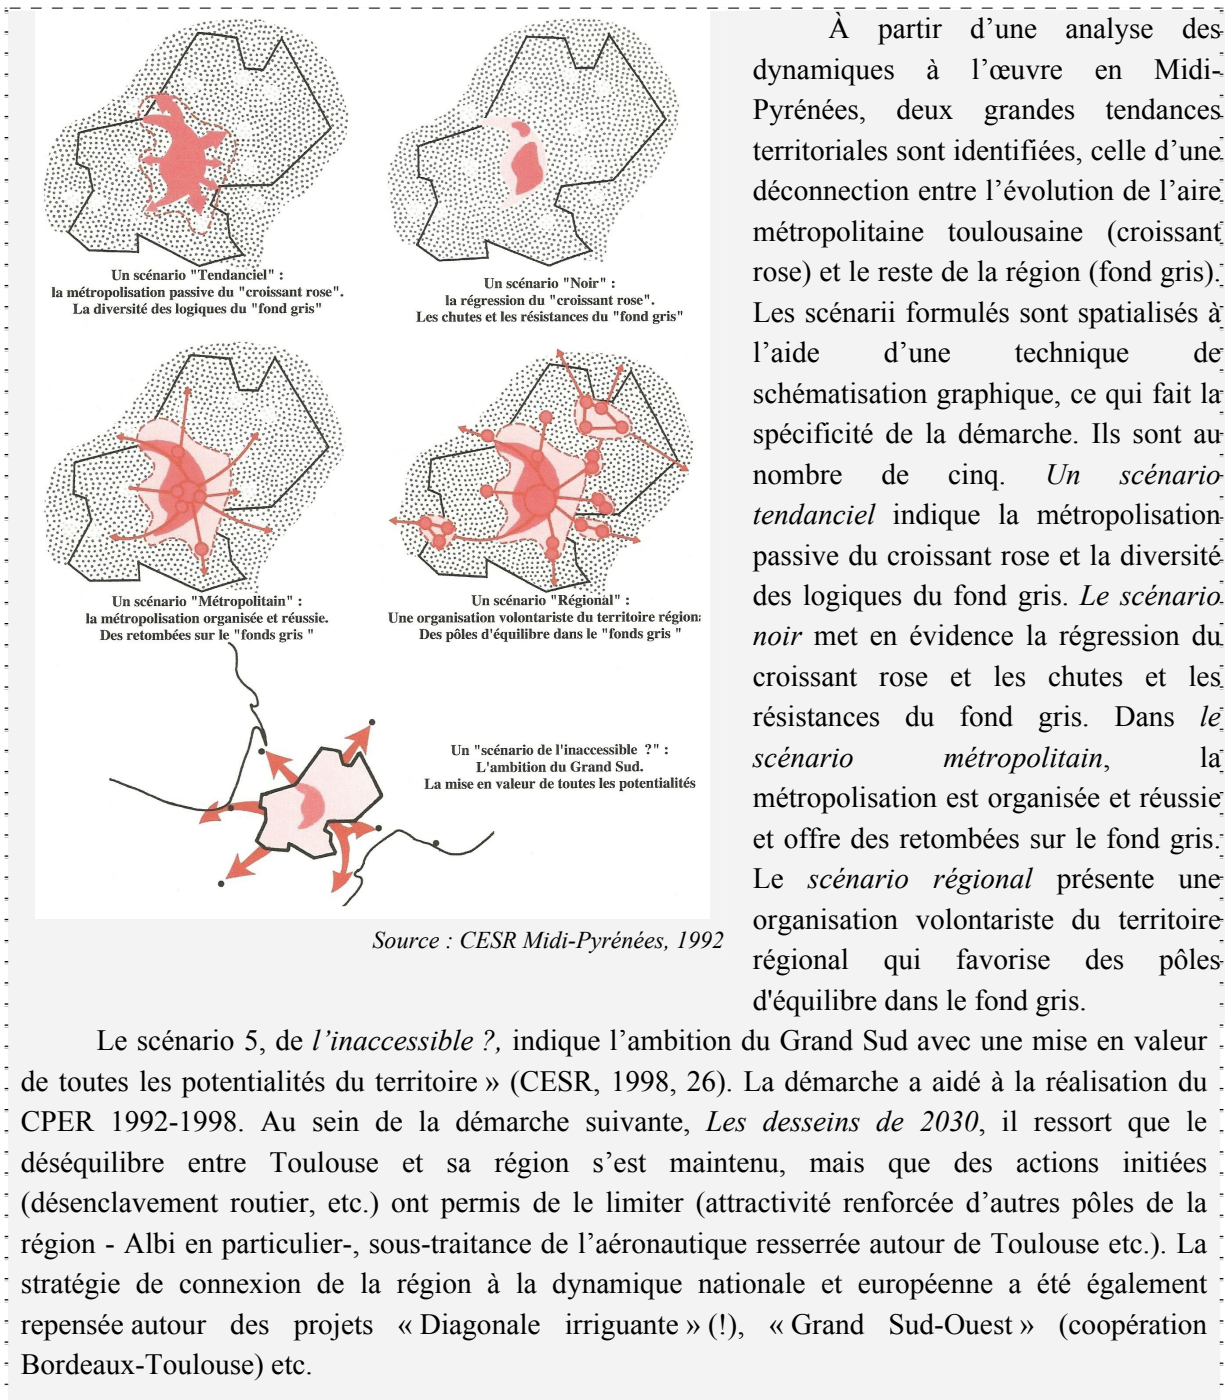 Un scénario "Tendanciel" :
la métropolisation passive du "croissant rose".
La diversité des logiques du "fond gris"
Un scénario "Noir" :
la régression du "croissant rose".
Les chutes et les résistances du "fond gris"
Un scénario "Métropolitain" :
la métropolisation organisée et réussie.
Des retombées sur le "fonds gris "
Un scénario "Régional" :
Une organisation volontariste du territoire région
Des pôles d'équilibre dans le "fonds gris "
Un "scénario de l'inaccessible ?" :
L'ambition du Grand Sud.
La mise en valeur de toutes les potentialités
Source : CESR Midi-Pyrénées, 1992
À partir d’une analyse des
dynamiques à l’œuvre en Midi-
Pyrénées, deux grandes tendances
territoriales sont identifiées, celle d’une
déconnection entre l’évolution de l’aire
métropolitaine toulousaine (croissant
rose) et le reste de la région (fond gris).
Les scénarii formulés sont spatialisés à
l’aide d’une technique de
schématisation graphique, ce qui fait la
spécificité de la démarche. Ils sont au
nombre de cinq. Un scénario
tendanciel indique la métropolisation
passive du croissant rose et la diversité
des logiques du fond gris. Le scénario
noir met en évidence la régression du
croissant rose et les chutes et les
résistances du fond gris. Dans le
scénario métropolitain, la
métropolisation est organisée et réussie
et offre des retombées sur le fond gris.
Le scénario régional présente une
organisation volontariste du territoire
régional qui favorise des pôles
d'équilibre dans le fond gris.
Le scénario 5, de l’inaccessible ?, indique l’ambition du Grand Sud avec une mise en valeur
de toutes les potentialités du territoire » (CESR, 1998, 26). La démarche a aidé à la réalisation du
CPER 1992-1998. Au sein de la démarche suivante, Les desseins de 2030, il ressort que le
déséquilibre entre Toulouse et sa région s’est maintenu, mais que des actions initiées
(désenclavement routier, etc.) ont permis de le limiter (attractivité renforcée d’autres pôles de la
région - Albi en particulier-, sous-traitance de l’aéronautique resserrée autour de Toulouse etc.). La
stratégie de connexion de la région à la dynamique nationale et européenne a été également
repensée autour des projets « Diagonale irriguante » (!), « Grand Sud-Ouest » (coopération
Bordeaux-Toulouse) etc.